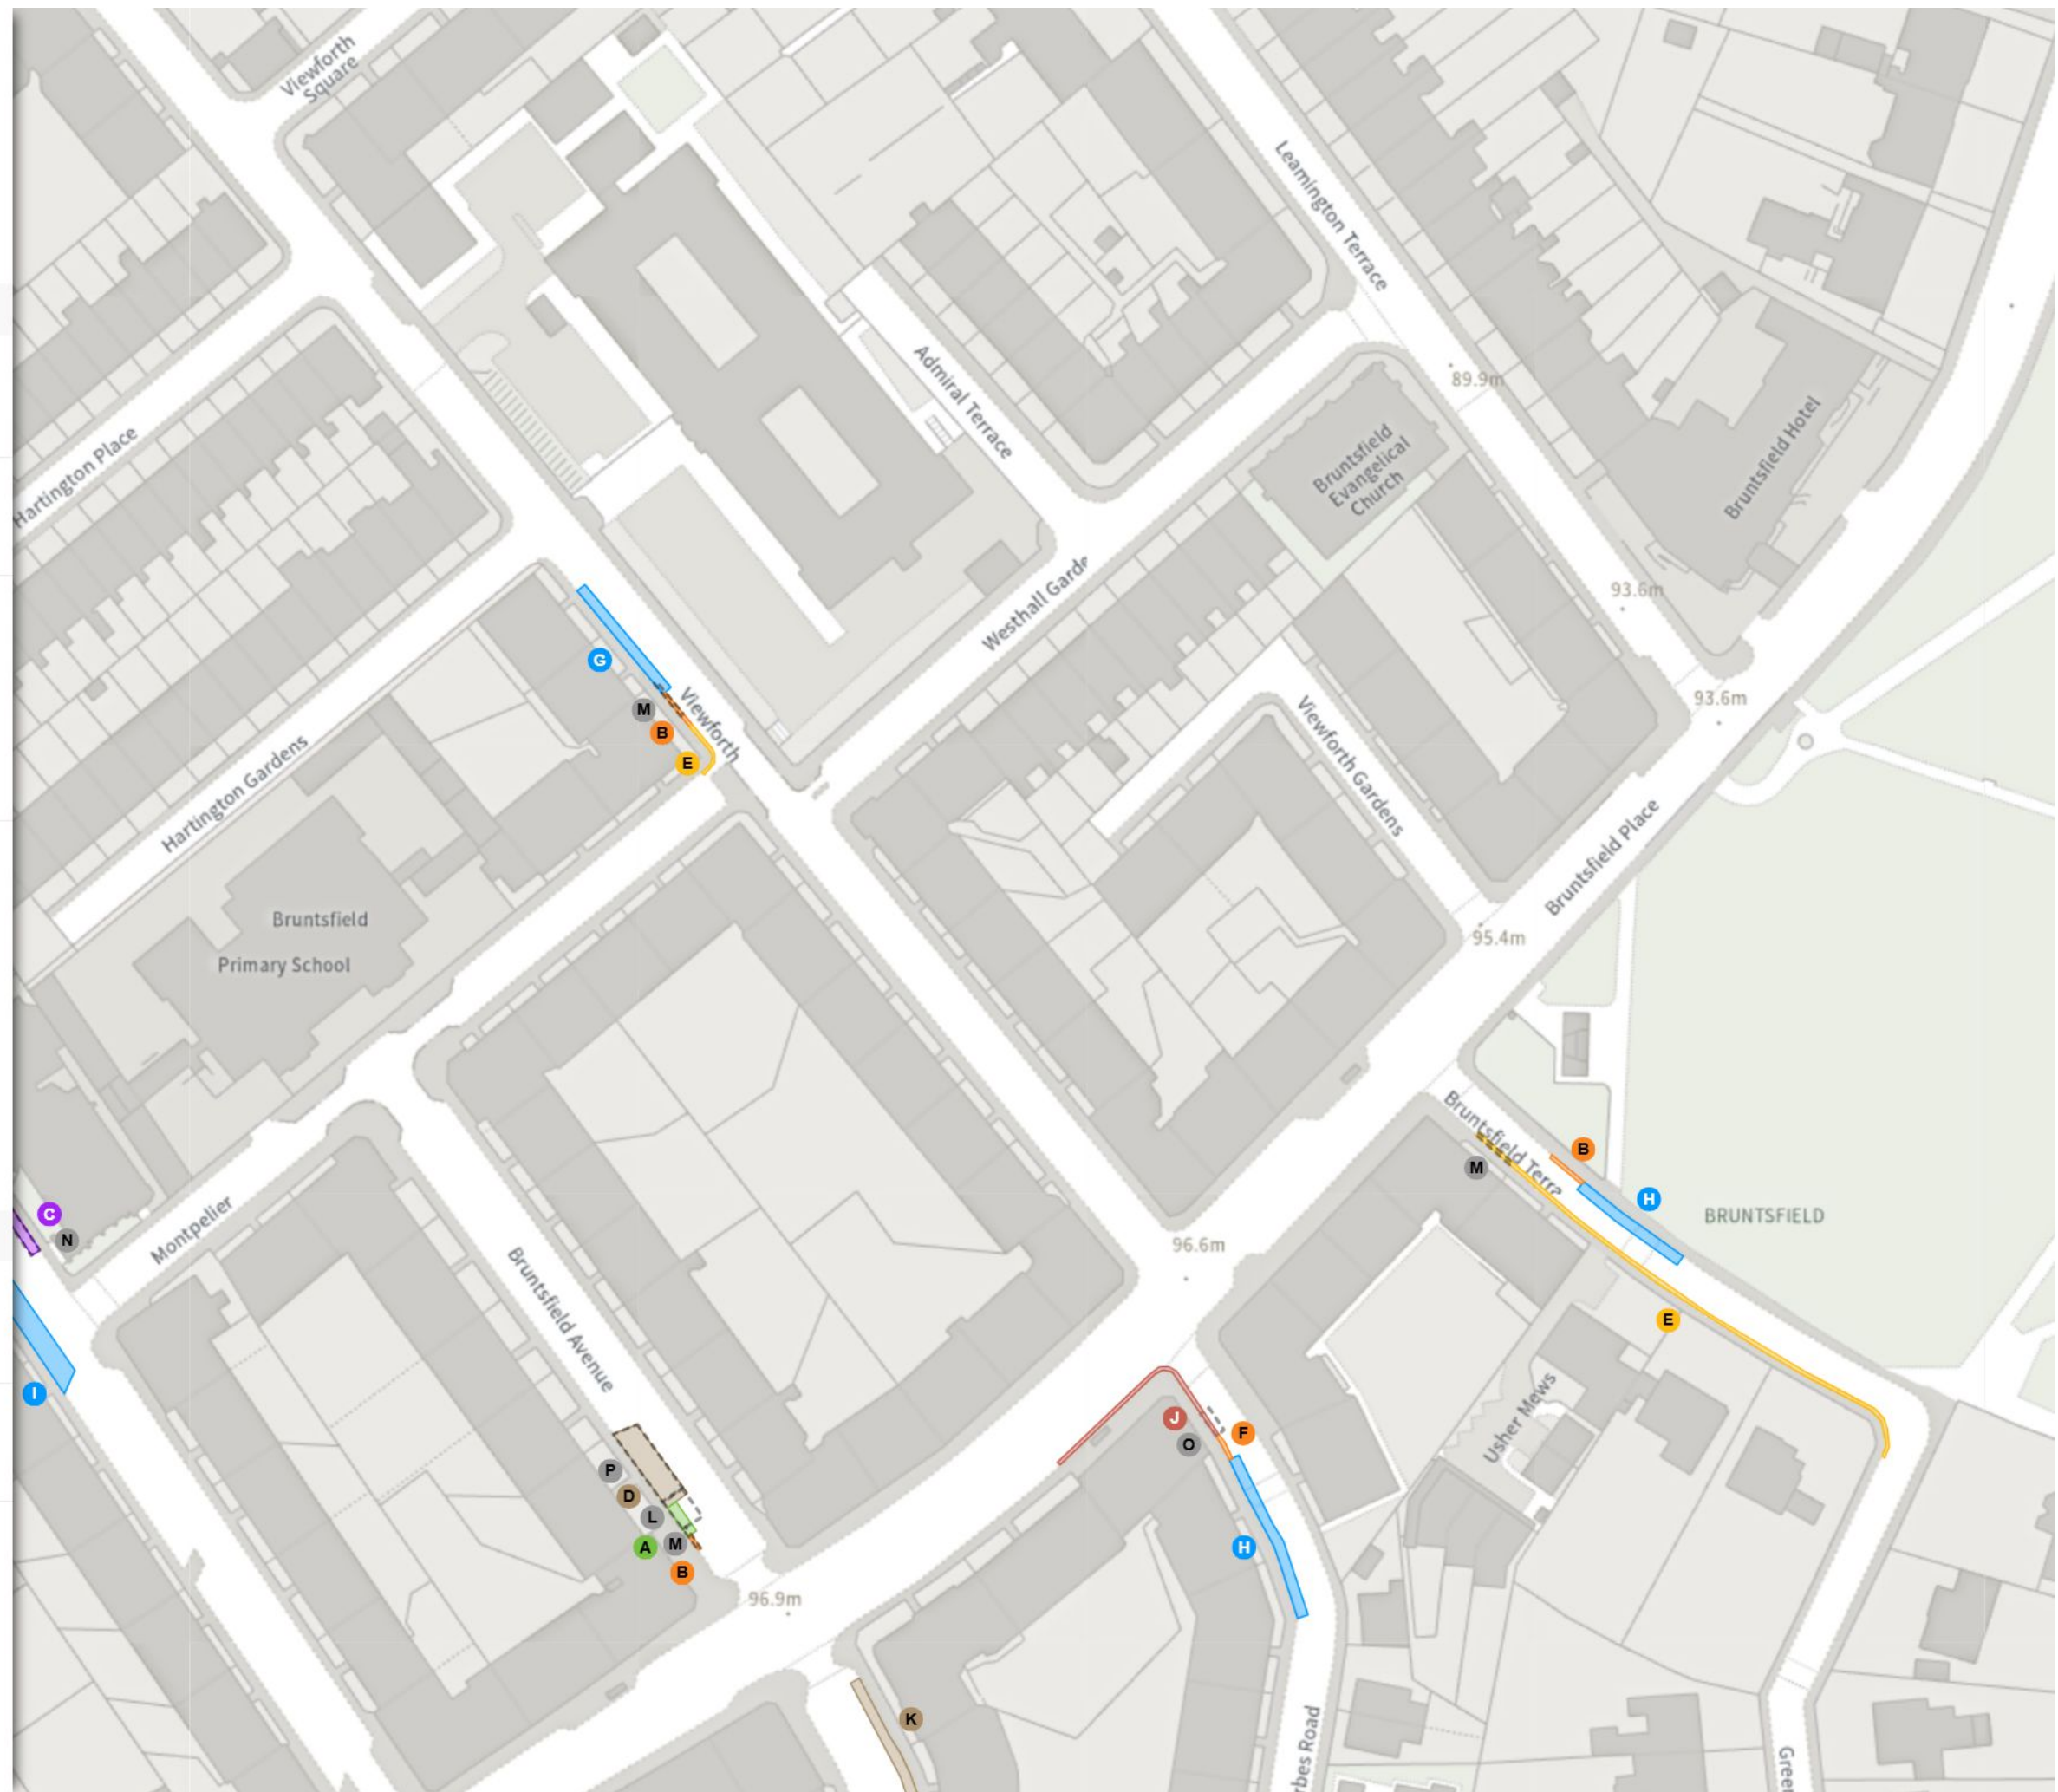 Viewforth
Square
Leamington Terrace
89.9m
Admiral Terrace
Bruntsfield
Evangelical
Church
Bruntsfield Hotel
Hartington Place
Westhall Garde
93.6m
G
M
B
E
Viewforth
93.6m
Viewforth Gardens
Hartington Gardens
Bruntsfield Place
Bruntsfield
Primary School
95.4m
Bruntsfield Terra
B
M
H
BRUNTSFIELD
C
N
Montpelier
96.6m
Bruntsfield Avenue
E
I
J
O
F
Usher Mews
P
D
L
A
M
B
H
96.9m
K
rbes Road
Greer